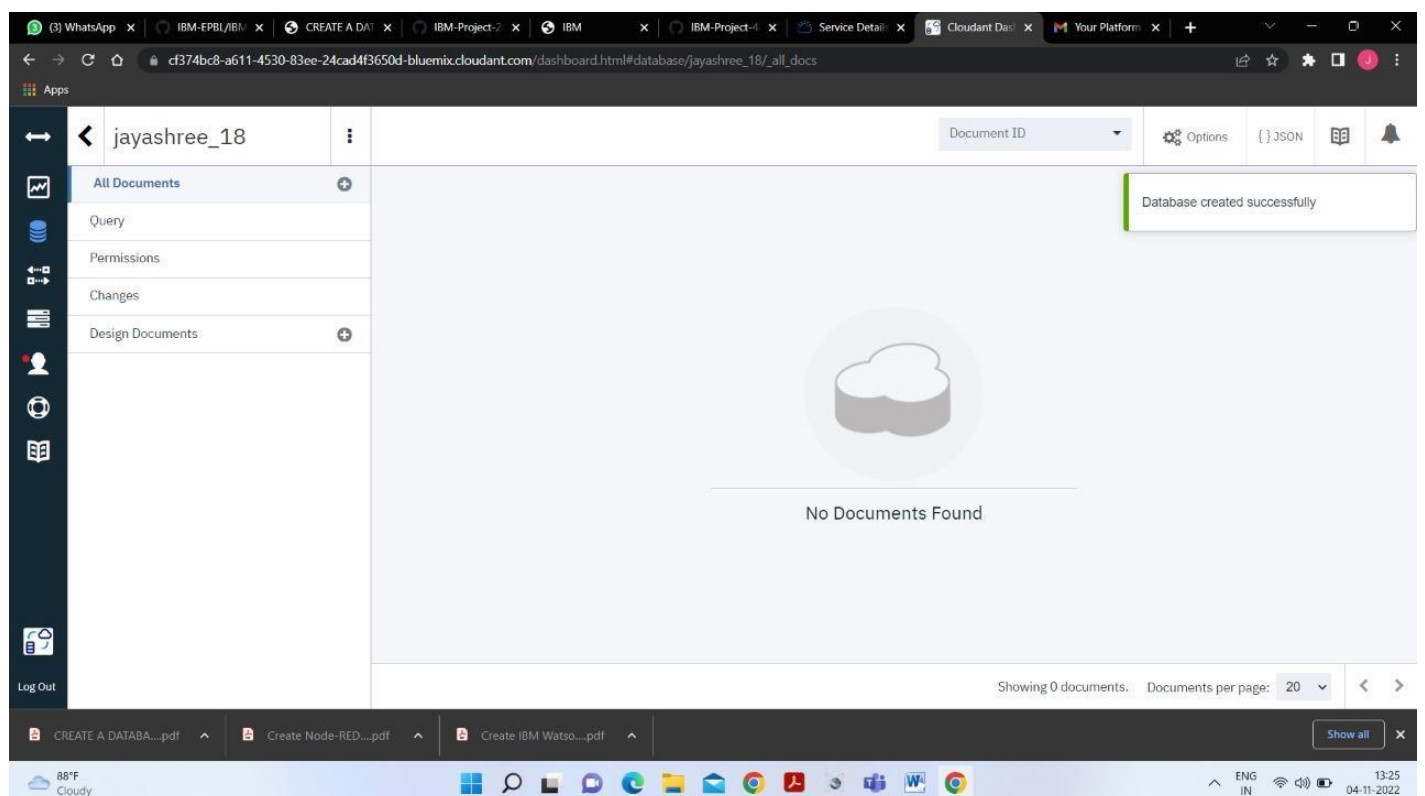 (3) WhatsApp
IBM-EPBL/IBM
CREATE A DAT
IBM-Project-2
IBM
IBM-Project-4
Service Details
Cloudant Das
Your Platform
cf374bc8-a611-4530-83ee-24cad4f3650d-bluemix.cloudant.com/dashboard.html#database/jayashree_18/_all_docs
J
Apps
jayashree_18
Document ID
Options
{ } JSON
All Documents
Database created successfully
Query
Permissions
Changes
Design Documents
No Documents Found
Log Out
Showing 0 documents. Documents per page: 20
CREATE A DATABA....pdf
Create Node-RED....pdf
Create IBM Watso....pdf
Show all
88°F
Cloudy
ENG
IN
13:25
04-11-2022